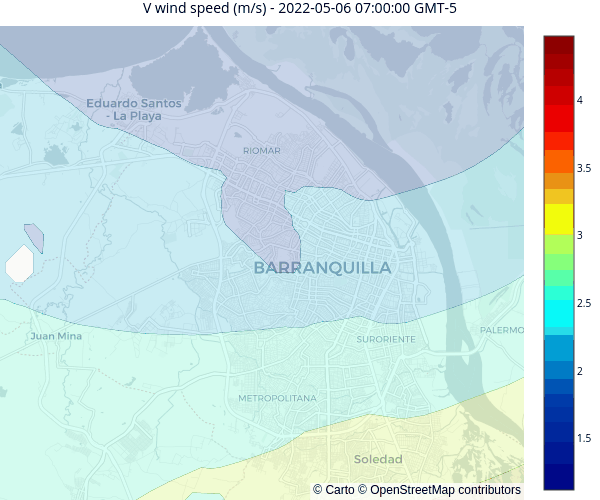 V wind speed (m/s) - 2022-05-06 07:00:00 GMT-5
Eduardo Santos
- La Playa
RIOMAR
BARRANQUILLA
Juan Mina
SURORIENTE
PALERMO
METROPOLITANA
Soledad
© Carto © OpenStreetMap contributors
4
3.5
3
2.5
2
1.5